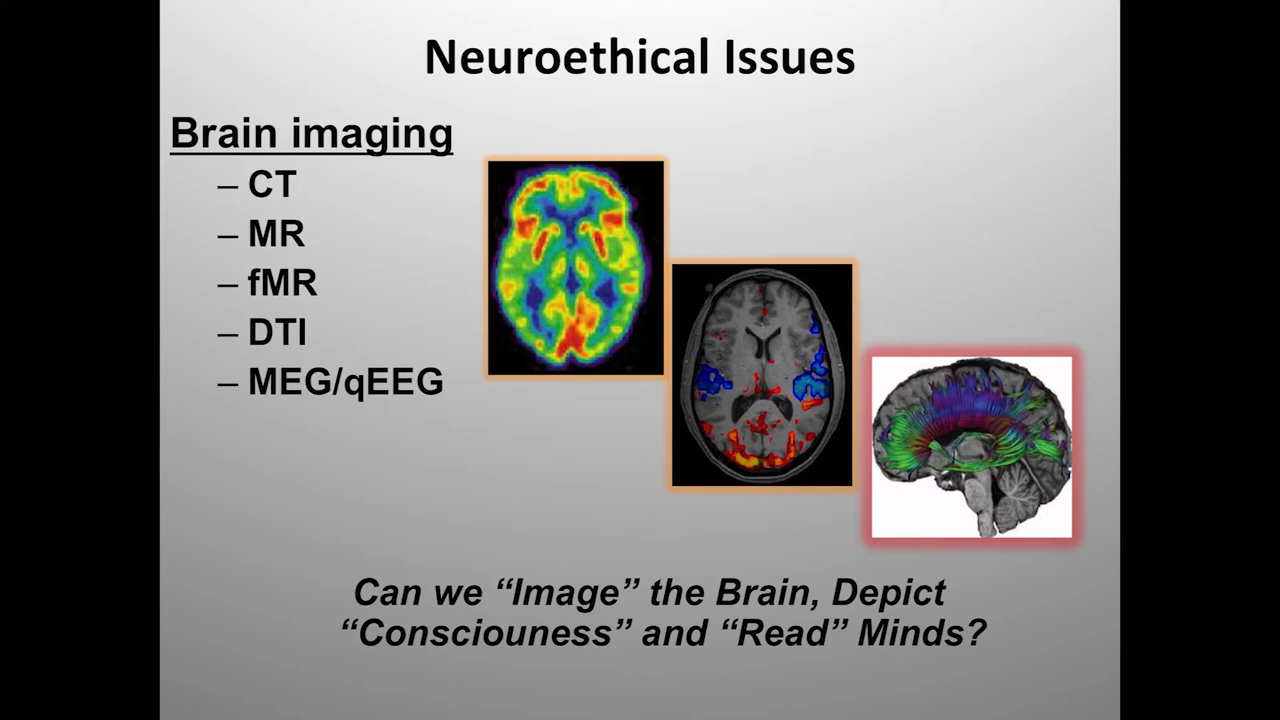 Neuroethical Issues
Brain imaging
– CT
– MR
– fMR
– DTI
– MEG/qEEG
Can we “Image” the Brain, Depict
“Consciouness” and “Read” Minds?